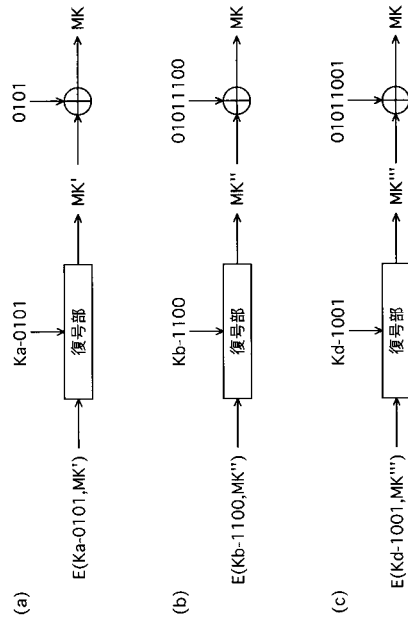 (a)
Ka-0101
0101
E(Ka-0101,MK')
復号部
MK'
MK
(b)
Kb-1100
01011100
E(Kb-1100,MK'')
復号部
MK''
MK
(c)
Kd-1001
010111001
E(Kd-1001,MK''')
復号部
MK'''
MK